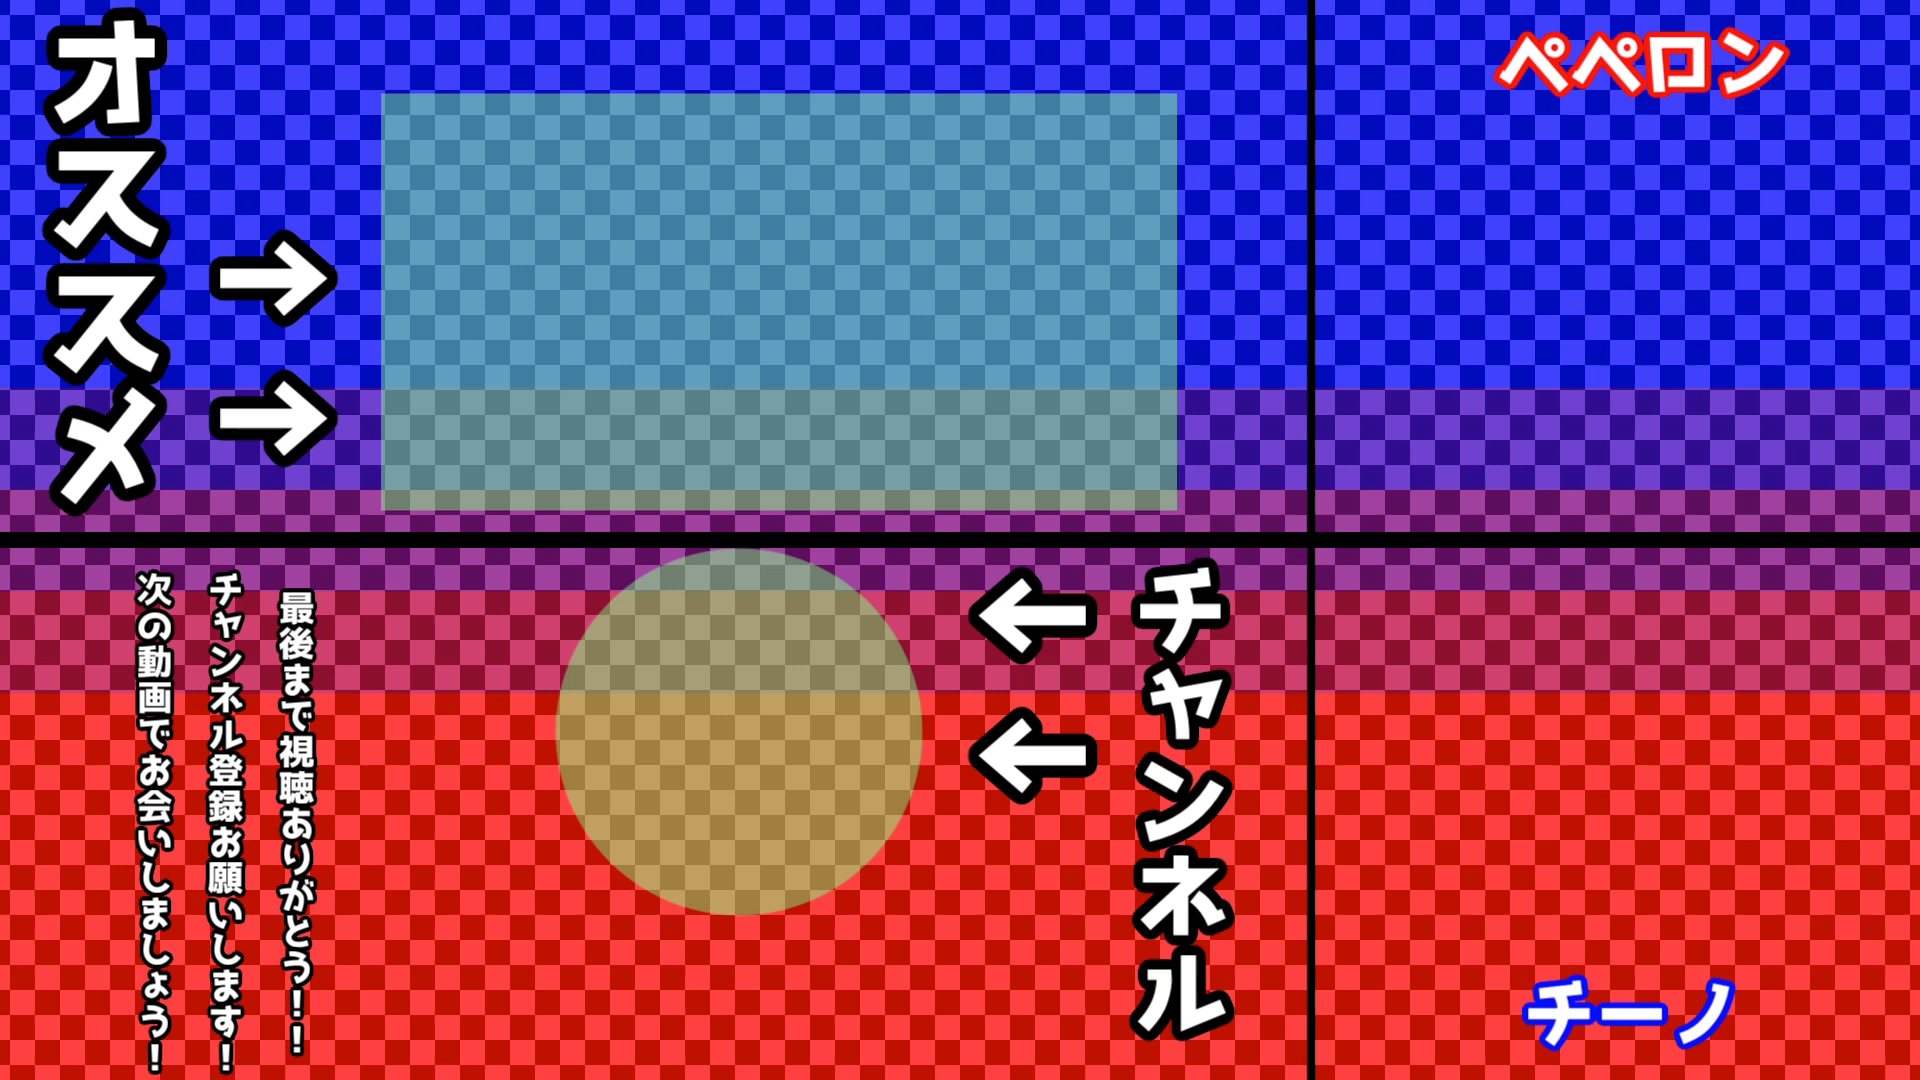 オススメ
→
→
ペペロン
チャンネル
←
←
最後まで視聴ありがとう！！
チャンネル登録お願いします！
次の動画でお会いしましょう！
チーノ